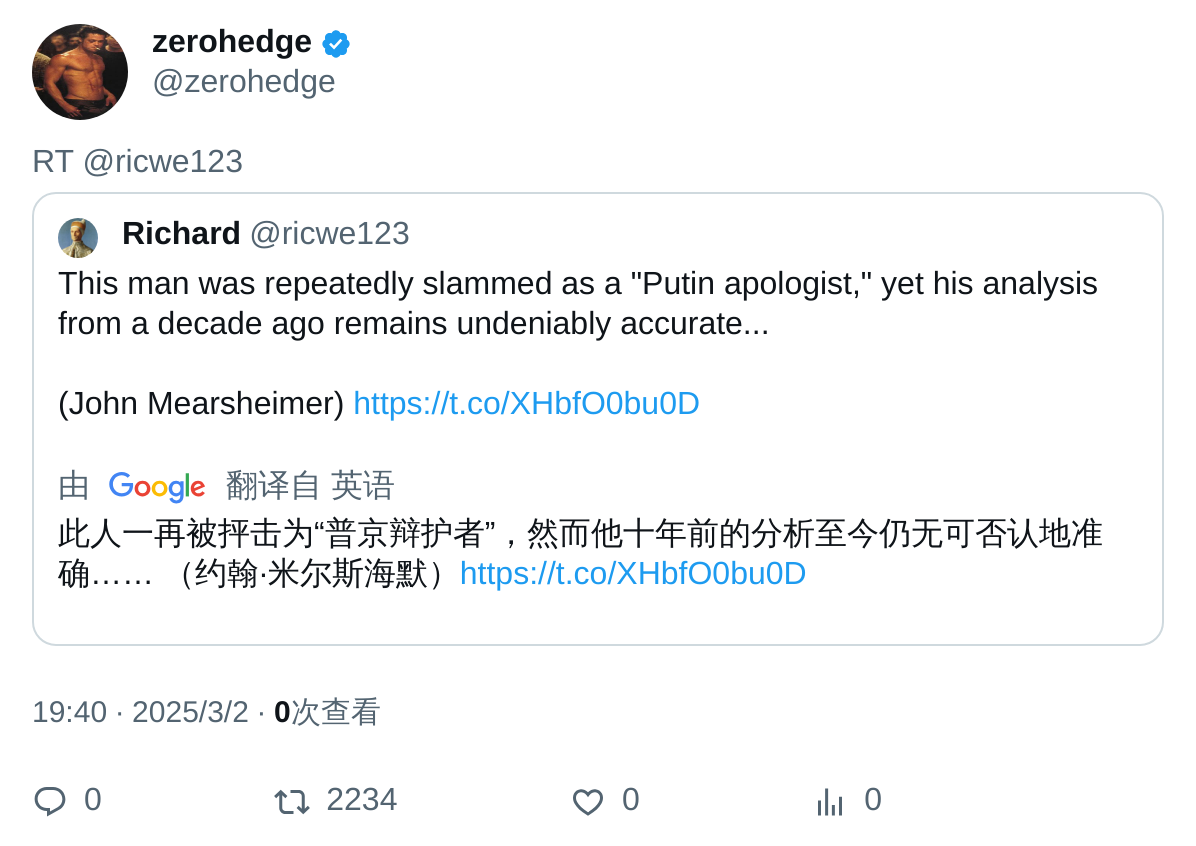 zerohedge
@zerohedge
RT @ricwe123
Richard @ricwe123
This man was repeatedly slammed as a "Putin apologist," yet his analysis
from a decade ago remains undeniably accurate...
(John Mearsheimer) https://t.co/XHbfO0bu0D
由 Google 翻译自 英语
此人一再被抨击为“普京辩护者”，然而他十年前的分析至今仍无可否认地准
确…… （约翰·米尔斯海默）https://t.co/XHbfO0bu0D
19:40 · 2025/3/2 · 0次查看
0 2234 0 0